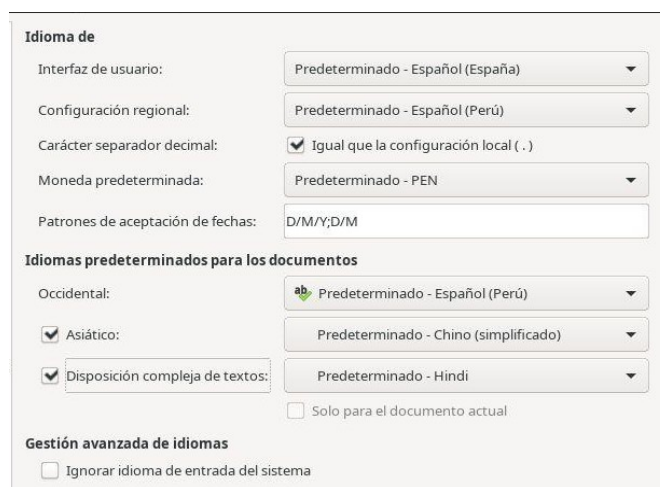 Idioma de
Interfaz de usuario: Predeterminado - Español (España)
Configuración regional: Predeterminado - Español (Perú)
Carácter separador decimal: Igual que la configuración local ( . )
Moneda predeterminada: Predeterminado - PEN
Patrones de aceptación de fechas: D/M/Y;D/M
Idiomas predeterminados para los documentos
Occidental: ab Predeterminado - Español (Perú)
Asiático: Predeterminado - Chino (simplificado)
Disposición compleja de textos: Predeterminado - Hindi
Solo para el documento actual
Gestión avanzada de idiomas
Ignorar idioma de entrada del sistema